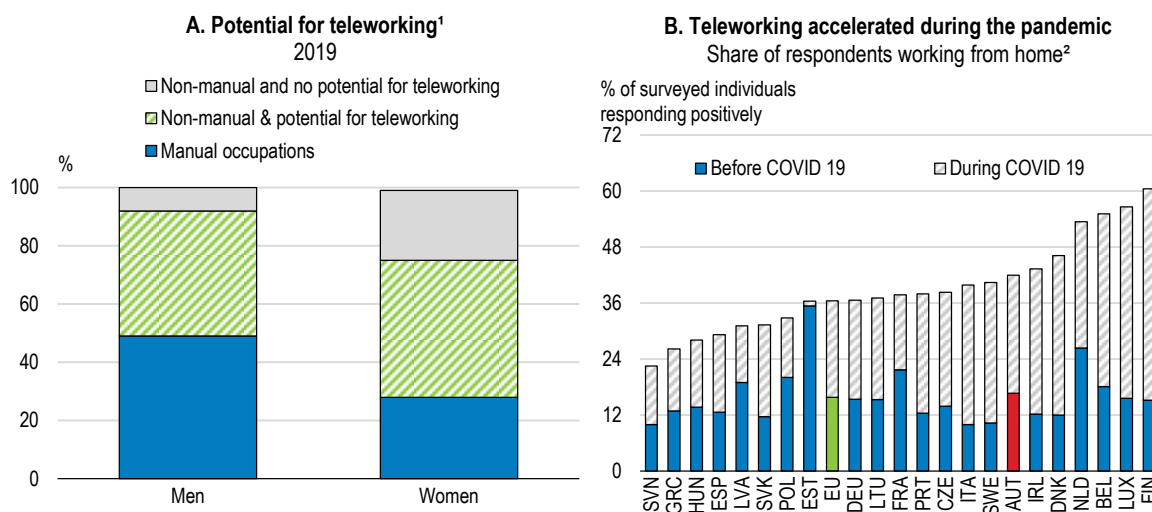 A. Potential for teleworking¹
2019
Non-manual and no potential for teleworking
Non-manual & potential for teleworking
Manual occupations
%
100
80
60
40
20
0
Men
Women
B. Teleworking accelerated during the pandemic
Share of respondents working from home²
% of surveyed individuals
responding positively
72
Before COVID 19
During COVID 19
60
48
36
24
12
0
SVN
GRC
HUN
ESP
LVA
SVK
POL
EST
EU
DEU
LTU
FRA
PRT
CZE
ITA
SWE
AUT
IRL
DNK
NLD
BEL
LUX
FIN